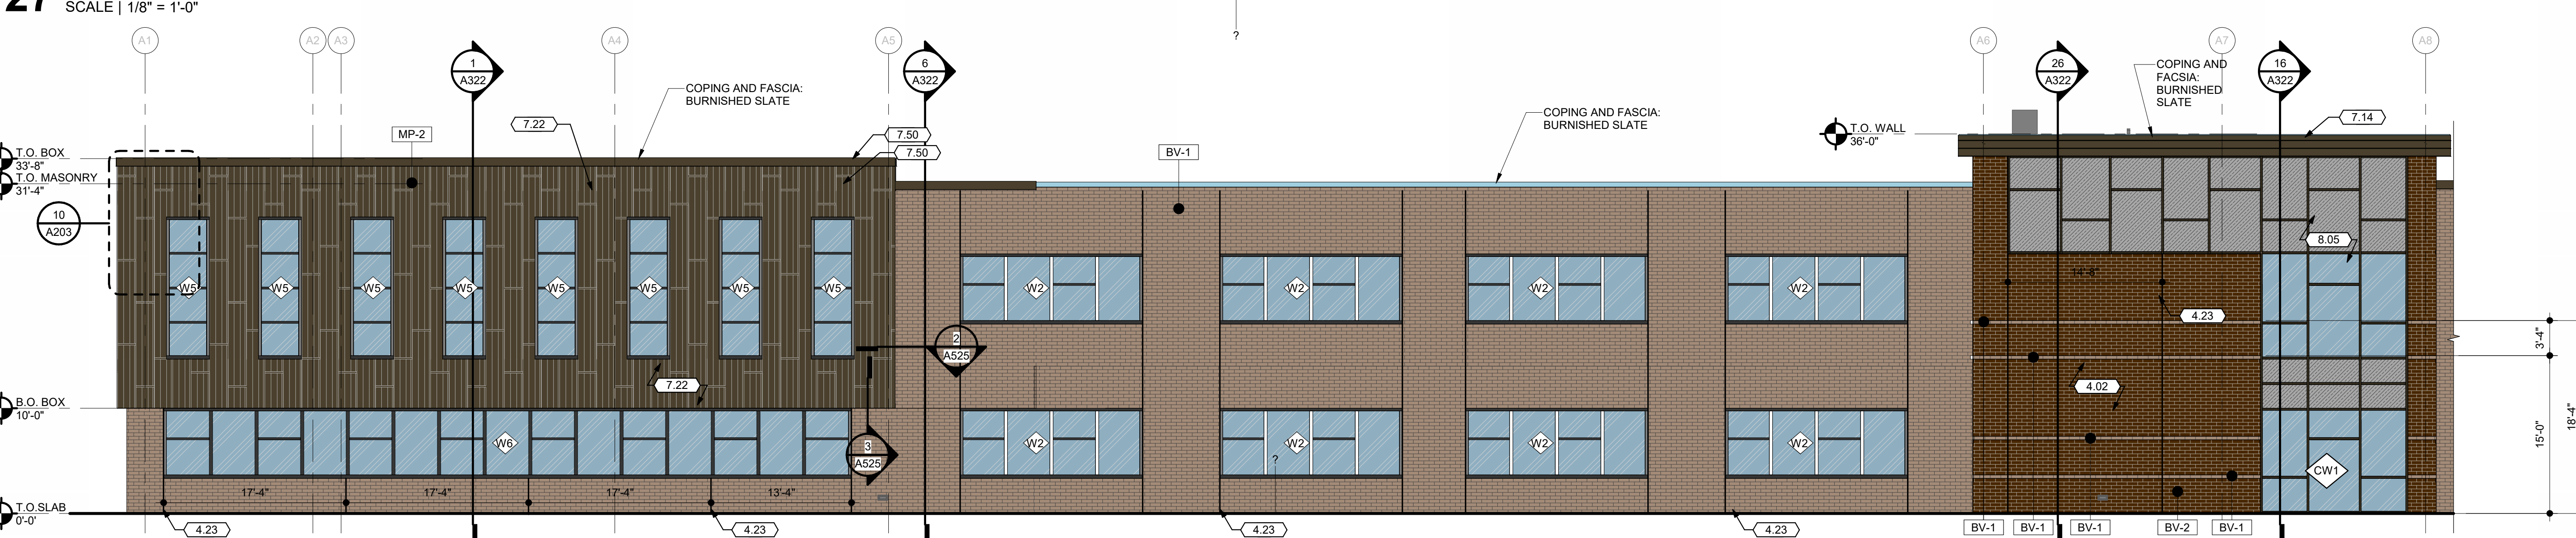 27
SCALE | 1/8" = 1'-0"
?
A1
A2
A3
A4
A5
A6
A7
A8
1
A322
6
A322
26
A322
16
A322
COPING AND FASCIA:
BURNISHED SLATE
COPING AND FASCIA:
BURNISHED SLATE
COPING AND
FACSIA:
BURNISHED
SLATE
MP-2
7.22
7.50
7.50
BV-1
T.O. WALL
36'-0"
7.14
T.O. BOX
33'-8"
T.O. MASONRY
31'-4"
10
A203
8.05
14'-8"
W5
W5
W5
W5
W5
W5
W5
W5
W2
W2
W2
W2
4.23
2
A525
3'-4"
7.22
4.02
B.O. BOX
10'-0"
18'-4"
15'-0"
W6
3
A525
W2
W2
W2
W2
?
CW1
17'-4"
17'-4"
17'-4"
13'-4"
T.O.SLAB
0'-0'
4.23
4.23
4.23
4.23
BV-1
BV-1
BV-1
BV-2
BV-1